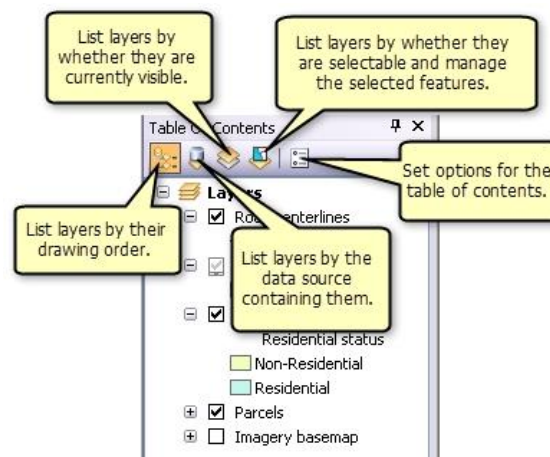 List layers by
whether they are
currently visible.
List layers by whether they
are selectable and manage
the selected features.
Table Contents
Set options for the
table of contents.
Layers
List layers by their
drawing order.
centerlines
List layers by the
data source
containing them.
Residential status
Non-Residential
Residential
Parcels
Imagery basemap